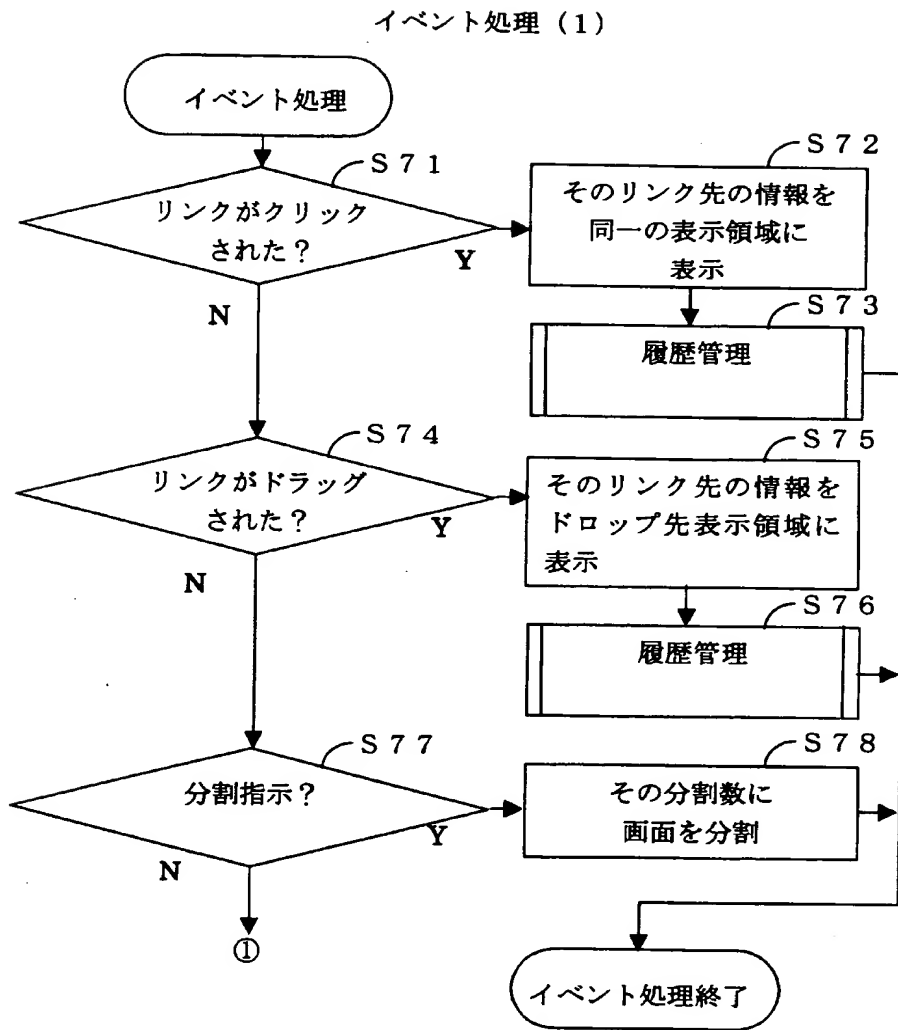 イベント処理（１）
イベント処理
Ｓ７１
リンクがクリック
された？
Y
N
Ｓ７２
そのリンク先の情報を
同一の表示領域に
表示
Ｓ７３
履歴管理
Ｓ７４
リンクがドラッグ
された？
Y
N
Ｓ７５
そのリンク先の情報を
ドロップ先表示領域に
表示
Ｓ７６
履歴管理
Ｓ７７
分割指示？
Y
N
Ｓ７８
その分割数に
画面を分割
①
イベント処理終了